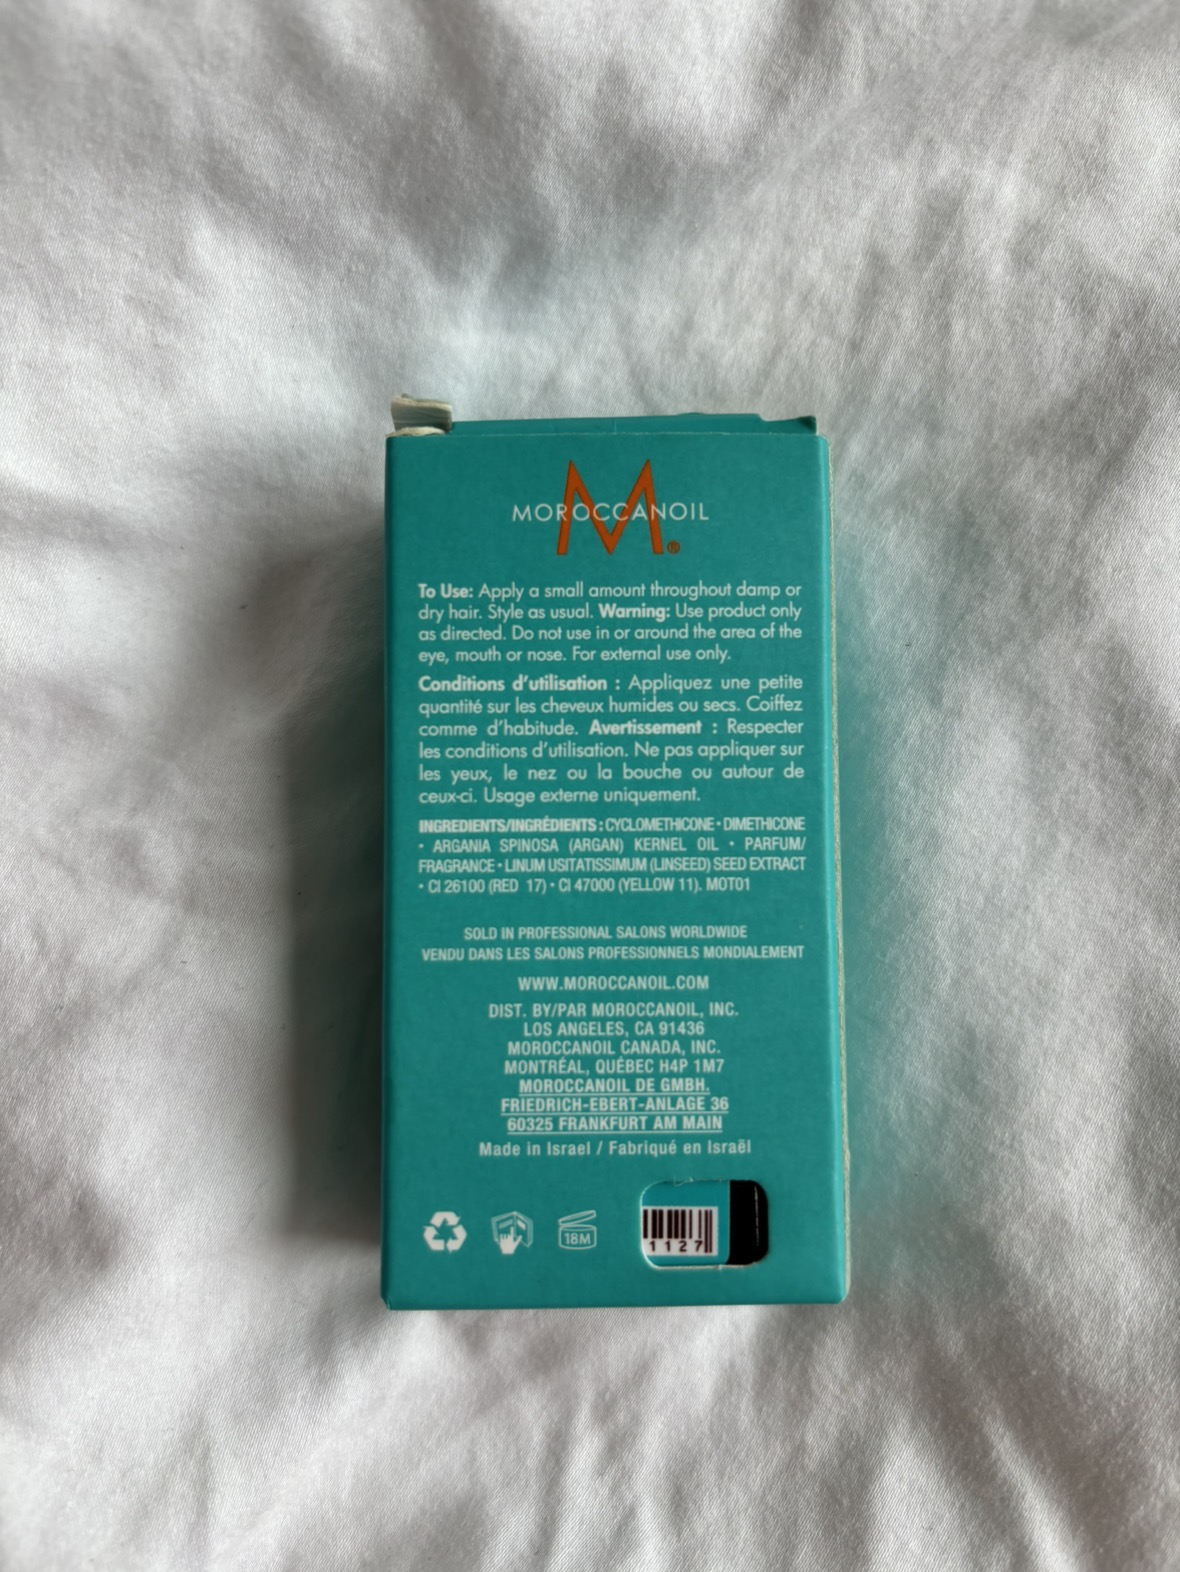 MOROCCANOIL
M®
To Use: Apply a small amount throughout damp or
dry hair. Style as usual. Warning: Use product only
as directed. Do not use in or around the area of the
eye, mouth or nose. For external use only.
Conditions d'utilisation : Appliquez une petite
quantité sur les cheveux humides ou secs. Coiffez
comme d'habitude. Avertissement : Respecter
les conditions d'utilisation. Ne pas appliquer sur
les yeux, le nez ou la bouche ou autour de
ceux-ci. Usage externe uniquement.
INGREDIENTS/INGRÉDIENTS : CYCLOMETHICONE • DIMETHICONE
• ARGANIA SPINOSA (ARGAN) KERNEL OIL • PARFUM/
FRAGRANCE • LINUM USITATISSIMUM (LINSEED) SEED EXTRACT
• CI 26100 (RED 17) • CI 47000 (YELLOW 11). MOT01
SOLD IN PROFESSIONAL SALONS WORLDWIDE
VENDU DANS LES SALONS PROFESSIONNELS MONDIALEMENT
WWW.MOROCCANOIL.COM
DIST. BY/PAR MOROCCANOIL, INC.
LOS ANGELES, CA 91436
MOROCCANOIL CANADA, INC.
MONTRÉAL, QUÉBEC H4P 1M7
MOROCCANOIL DE GMBH.
FRIEDRICH-EBERT-ANLAGE 36
60325 FRANKFURT AM MAIN
Made in Israel / Fabriqué en Israël
18M
1127